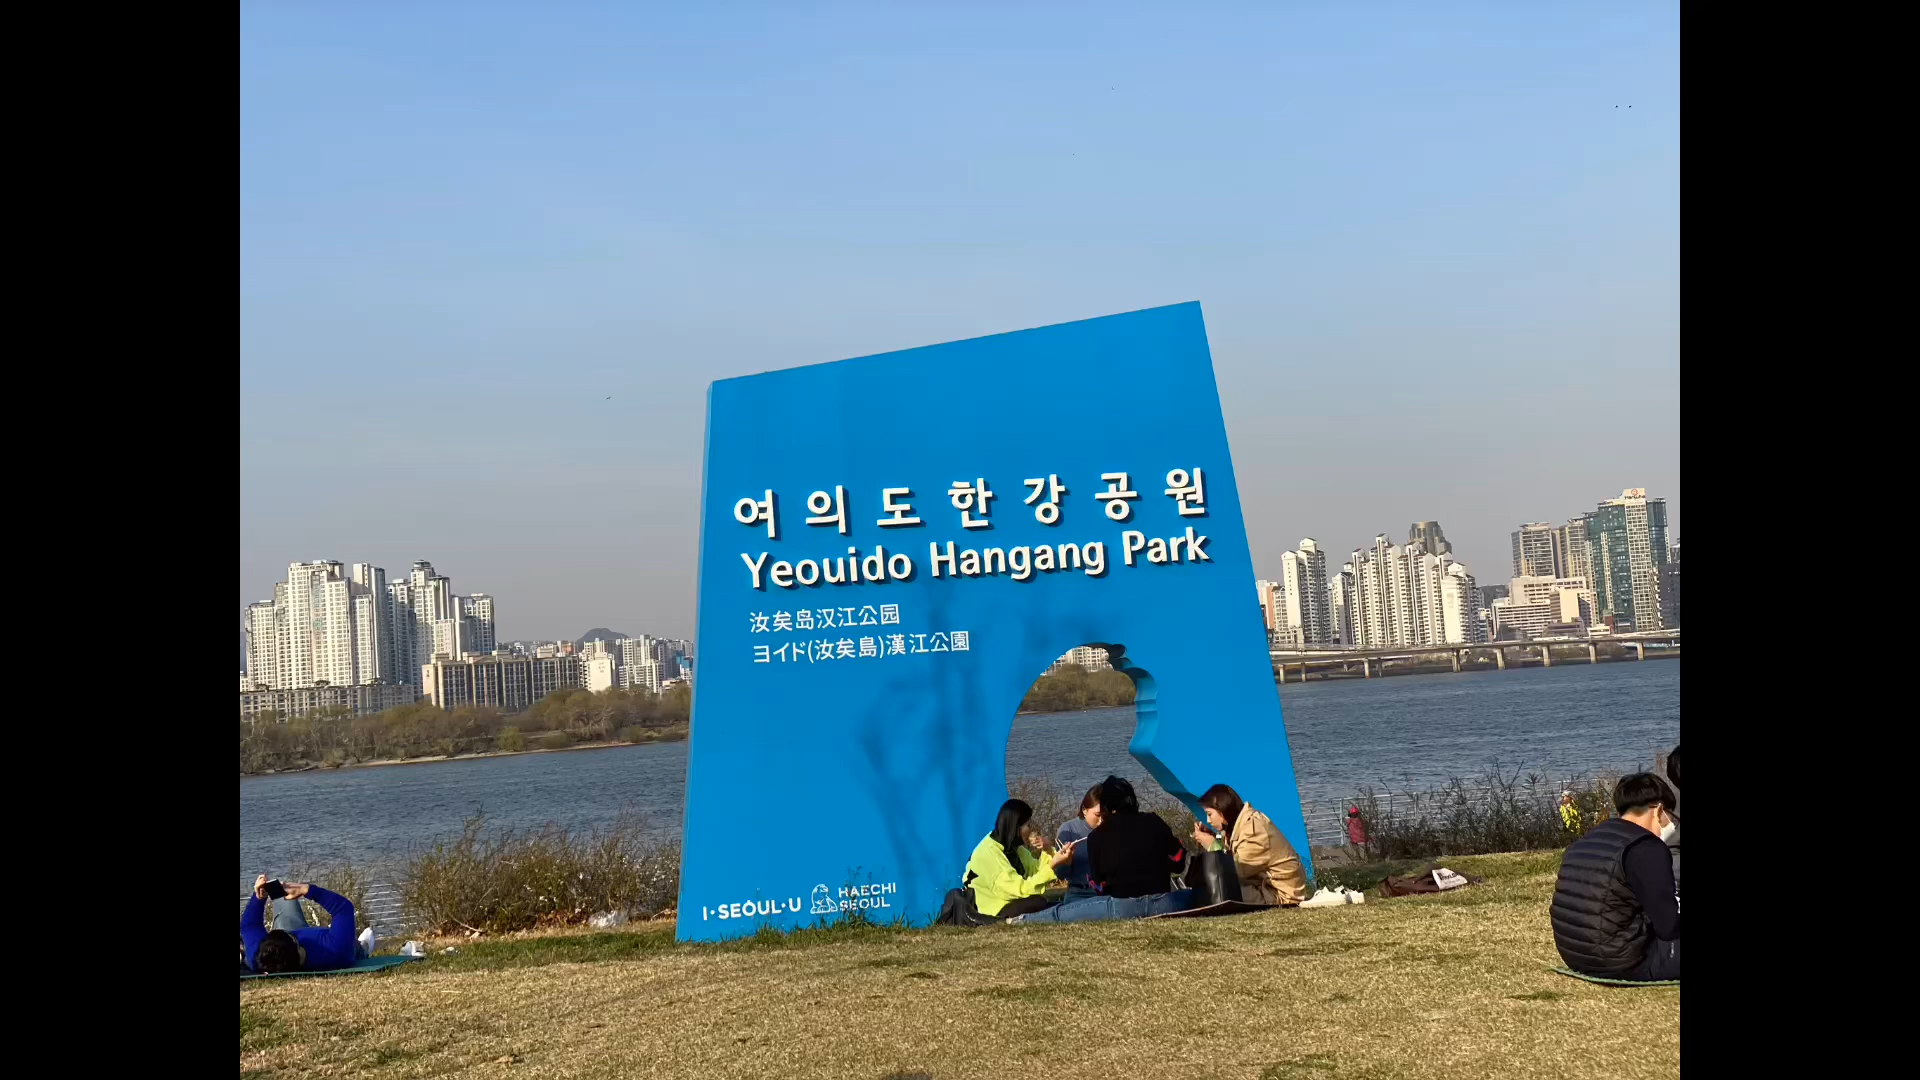 여의도한강공원
Yeouido Hangang Park
汝矣岛汉江公园
ヨイド(汝矣島)漢江公園
I·SEOUL·U
HAECHI
SEOUL